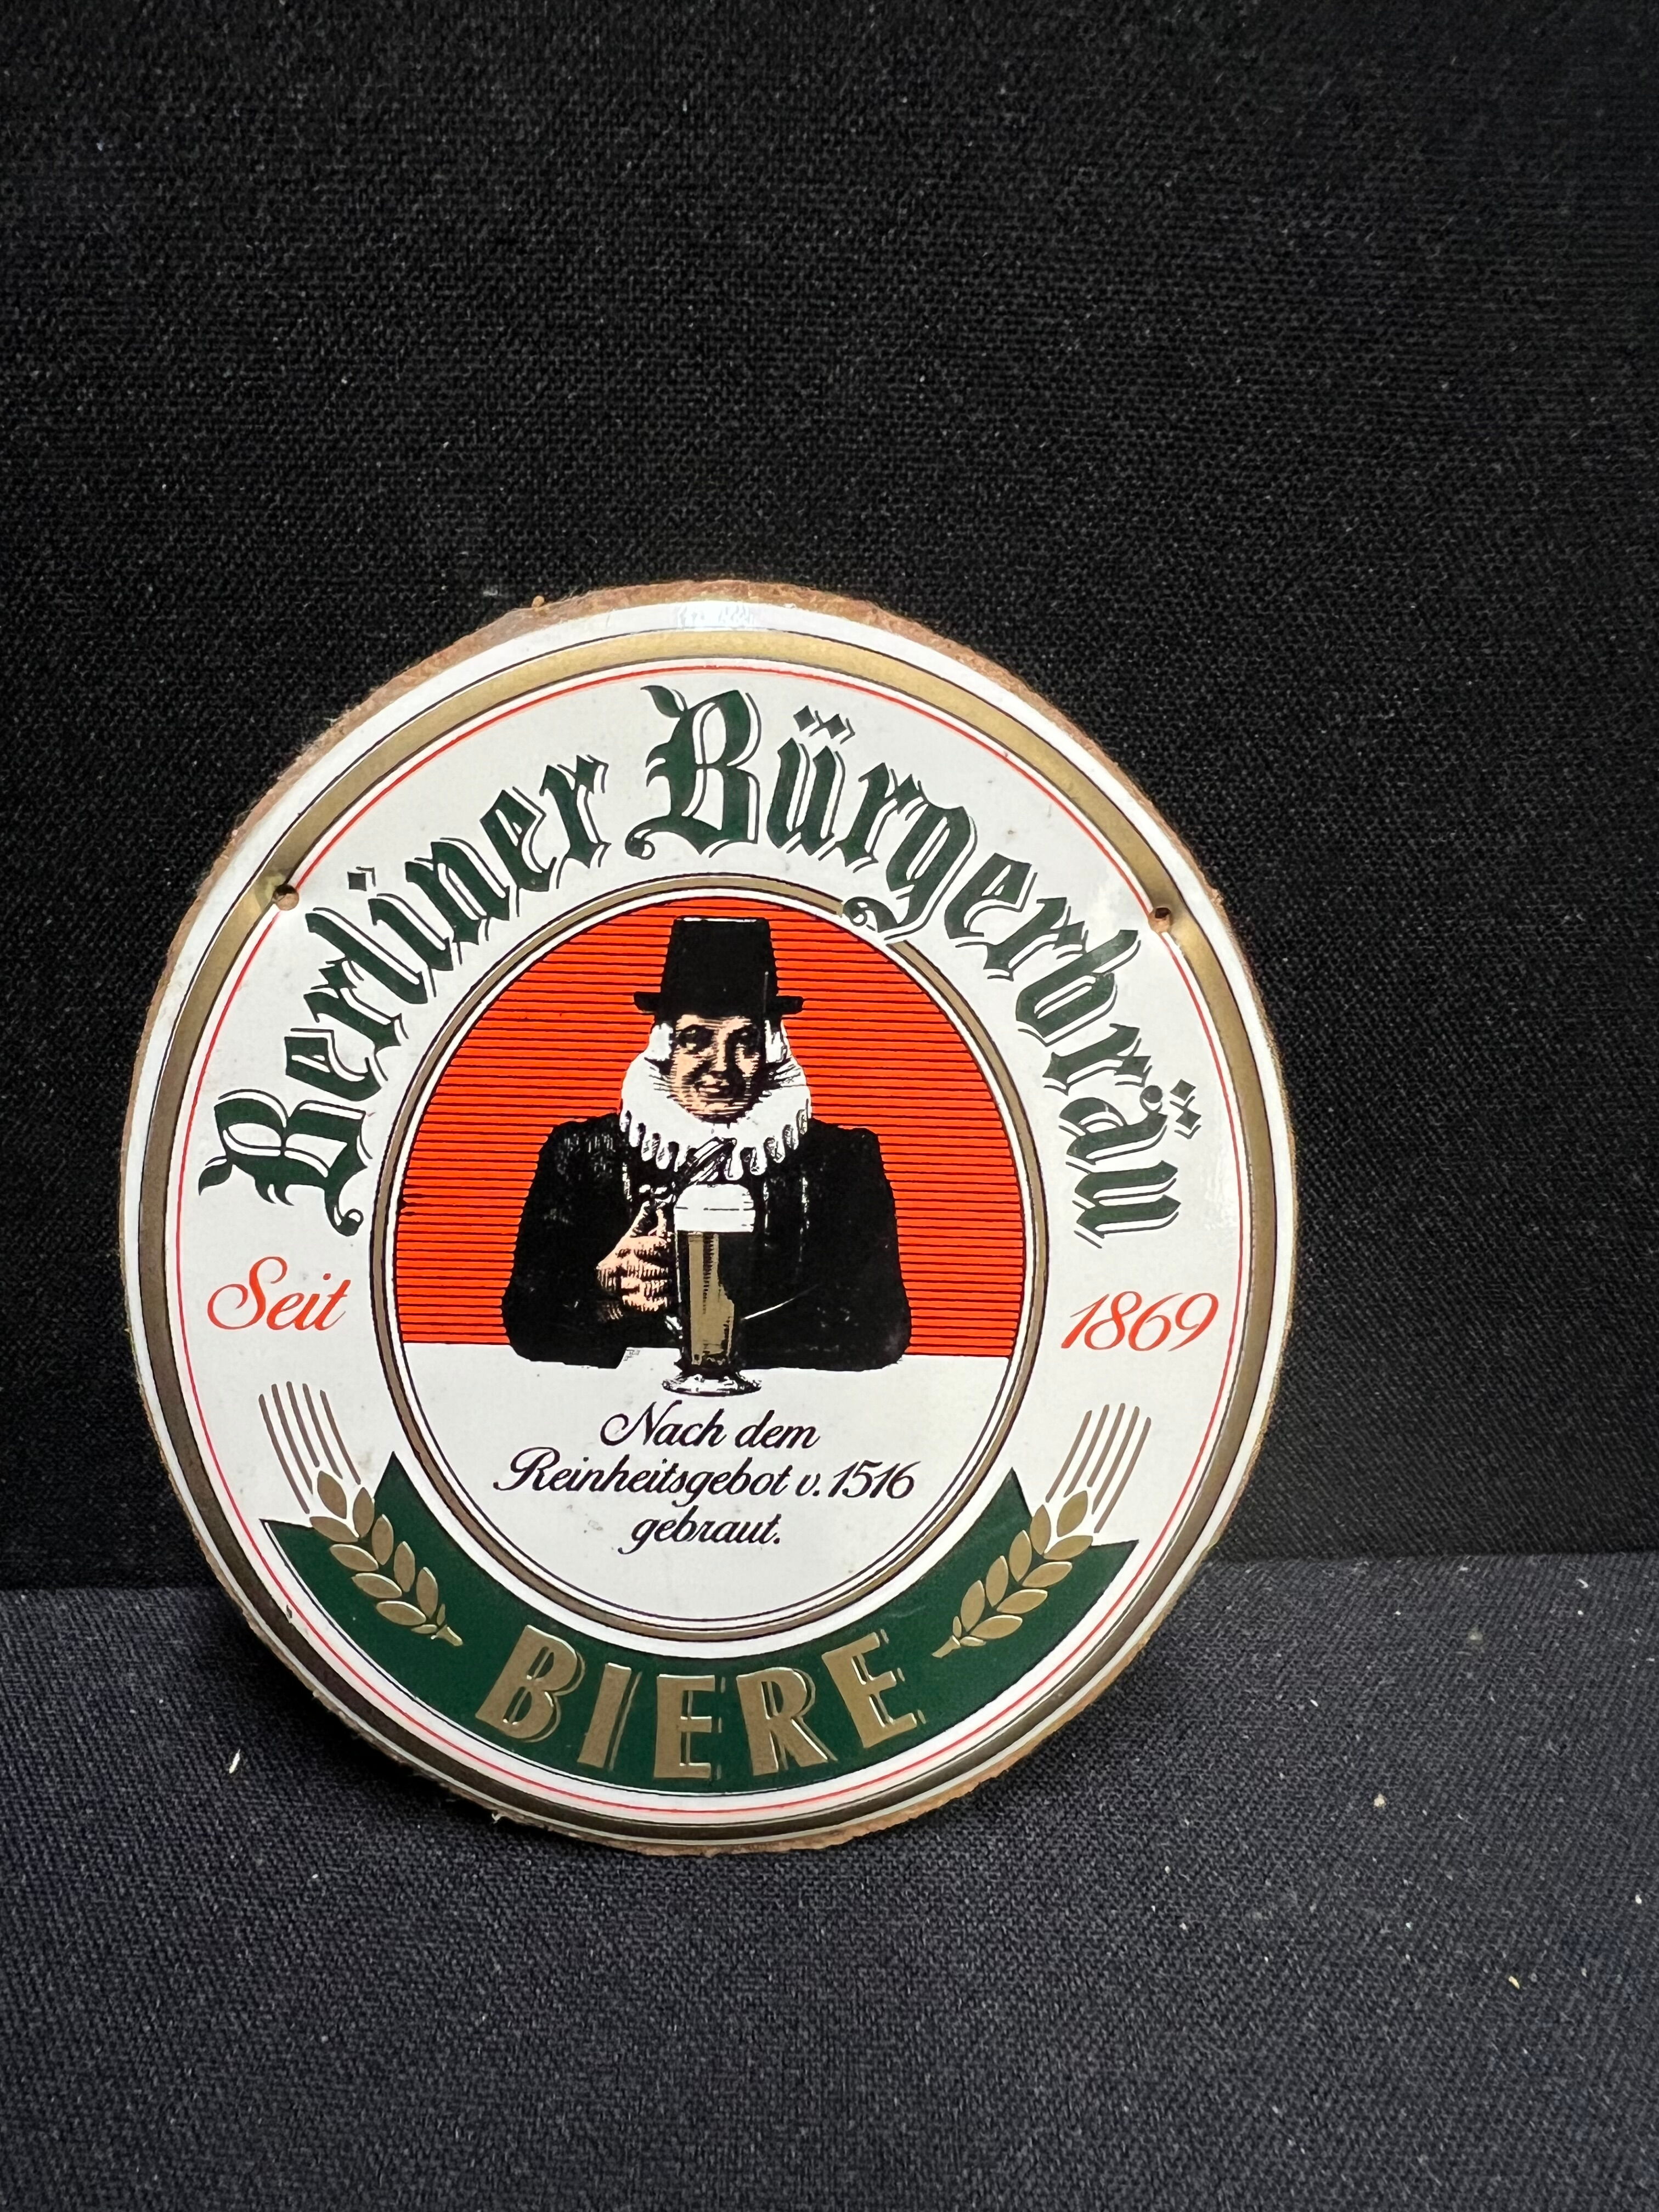 Berliner Bürgerbräu
Seit 1869
Nach dem
Reinheitsgebot v. 1516
gebraut.
BIERE